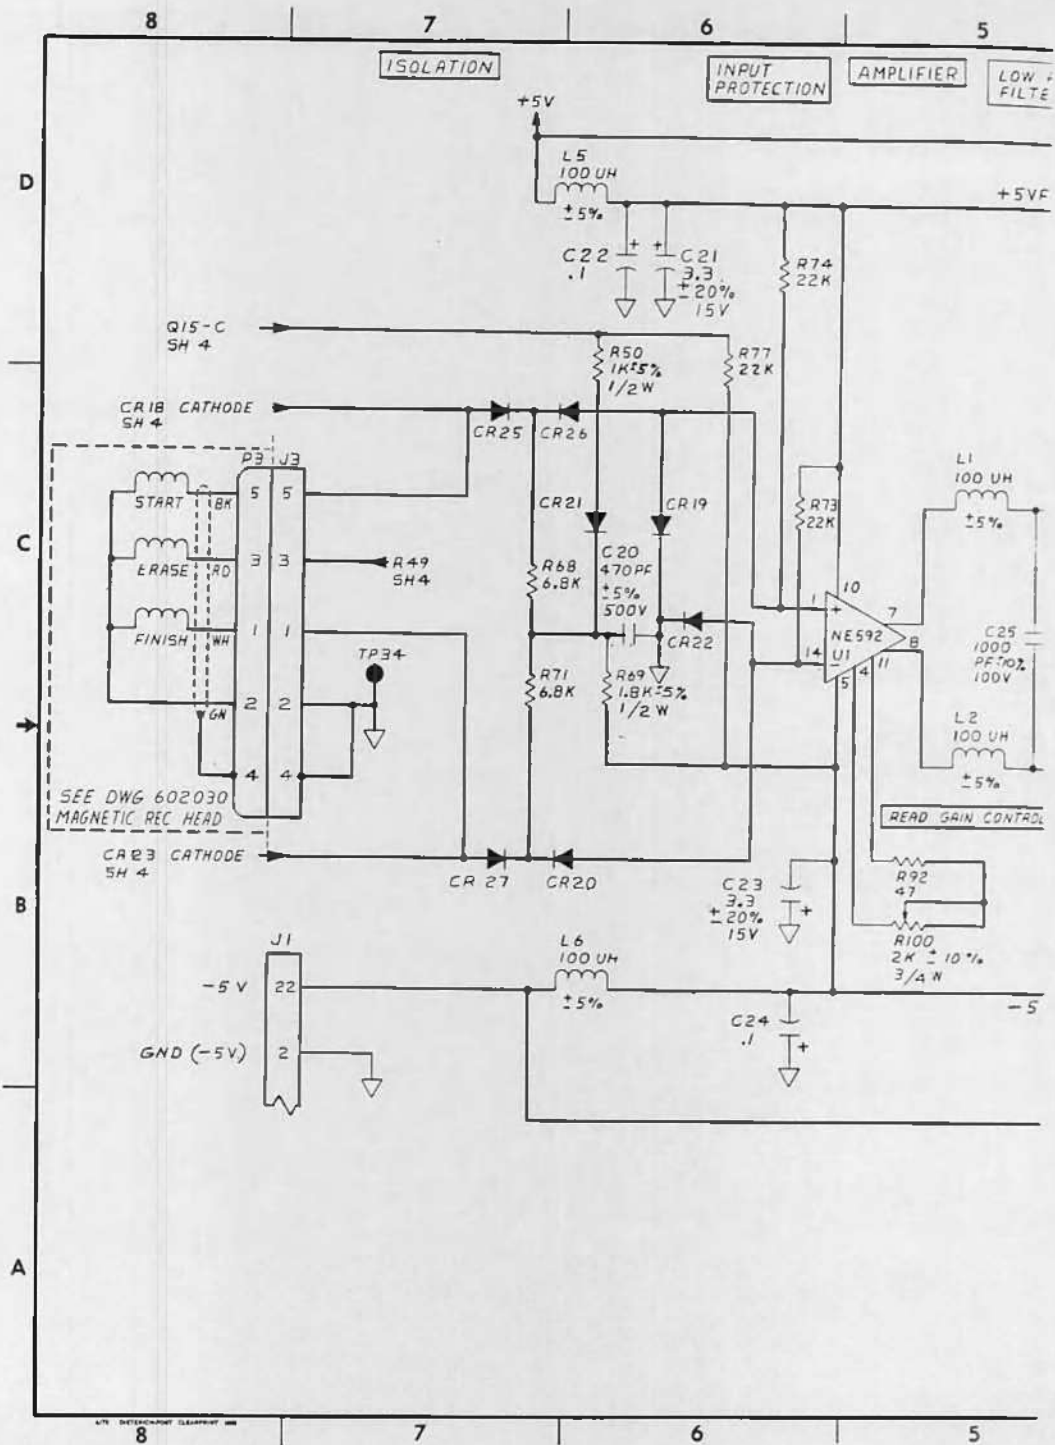 8 7 6 5
ISOLATION
INPUT
PROTECTION
AMPLIFIER
LOW
FILTE
+5V
D
L5
100 UH
±5%
+5VF
C22
.1
+
+
C21
3.3
±20%
15V
R74
22K
Q15-C
SH 4
R50
1K±5%
1/2 W
R77
22K
CR18 CATHODE
SH 4
CR25
CR26
P3
J3
L1
100 UH
±5%
START
BK
5
5
CR21
CR19
R73
22K
C
ERASE
RD
3
3
R49
SH4
R68
6.8K
C20
470PF
±5%
500V
10
1
+
7
FINISH
WH
1
1
CR22
NE592
U1
14
-
8
11
4
5
C25
1000
PF±10%
100V
TP34
R71
6.8K
R69
1.8K±5%
1/2 W
GN
2
2
L2
100 UH
±5%
4
4
SEE DWG 602030
MAGNETIC REC HEAD
READ GAIN CONTROL
CR23 CATHODE
SH 4
CR27
CR20
B
C23
3.3
±20%
15V
+
R92
47
R100
2K ±10%
3/4 W
J1
L6
100 UH
±5%
-5 V
22
-5
C24
.1
+
GND (-5V)
2
A
8 7 6 5